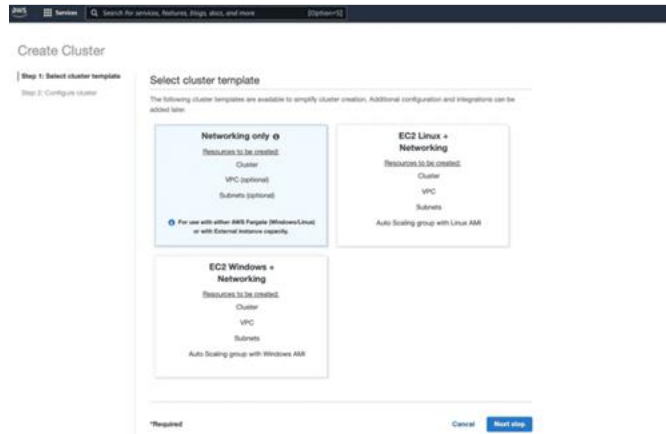 aws Services Search for services, features, blogs, docs, and more [Option+S]
Create Cluster
Step 1: Select cluster template
Step 2: Configure cluster
Select cluster template
The following cluster templates are available to simplify cluster creation. Additional configuration and integrations can be
added later.
Networking only
Resources to be created:
Cluster
VPC (optional)
Subnets (optional)
For use with either AWS Fargate (Windows/Linux)
or with External instance capacity.
EC2 Linux +
Networking
Resources to be created:
Cluster
VPC
Subnets
Auto Scaling group with Linux AMI
EC2 Windows +
Networking
Resources to be created:
Cluster
VPC
Subnets
Auto Scaling group with Windows AMI
*Required
Cancel Next step